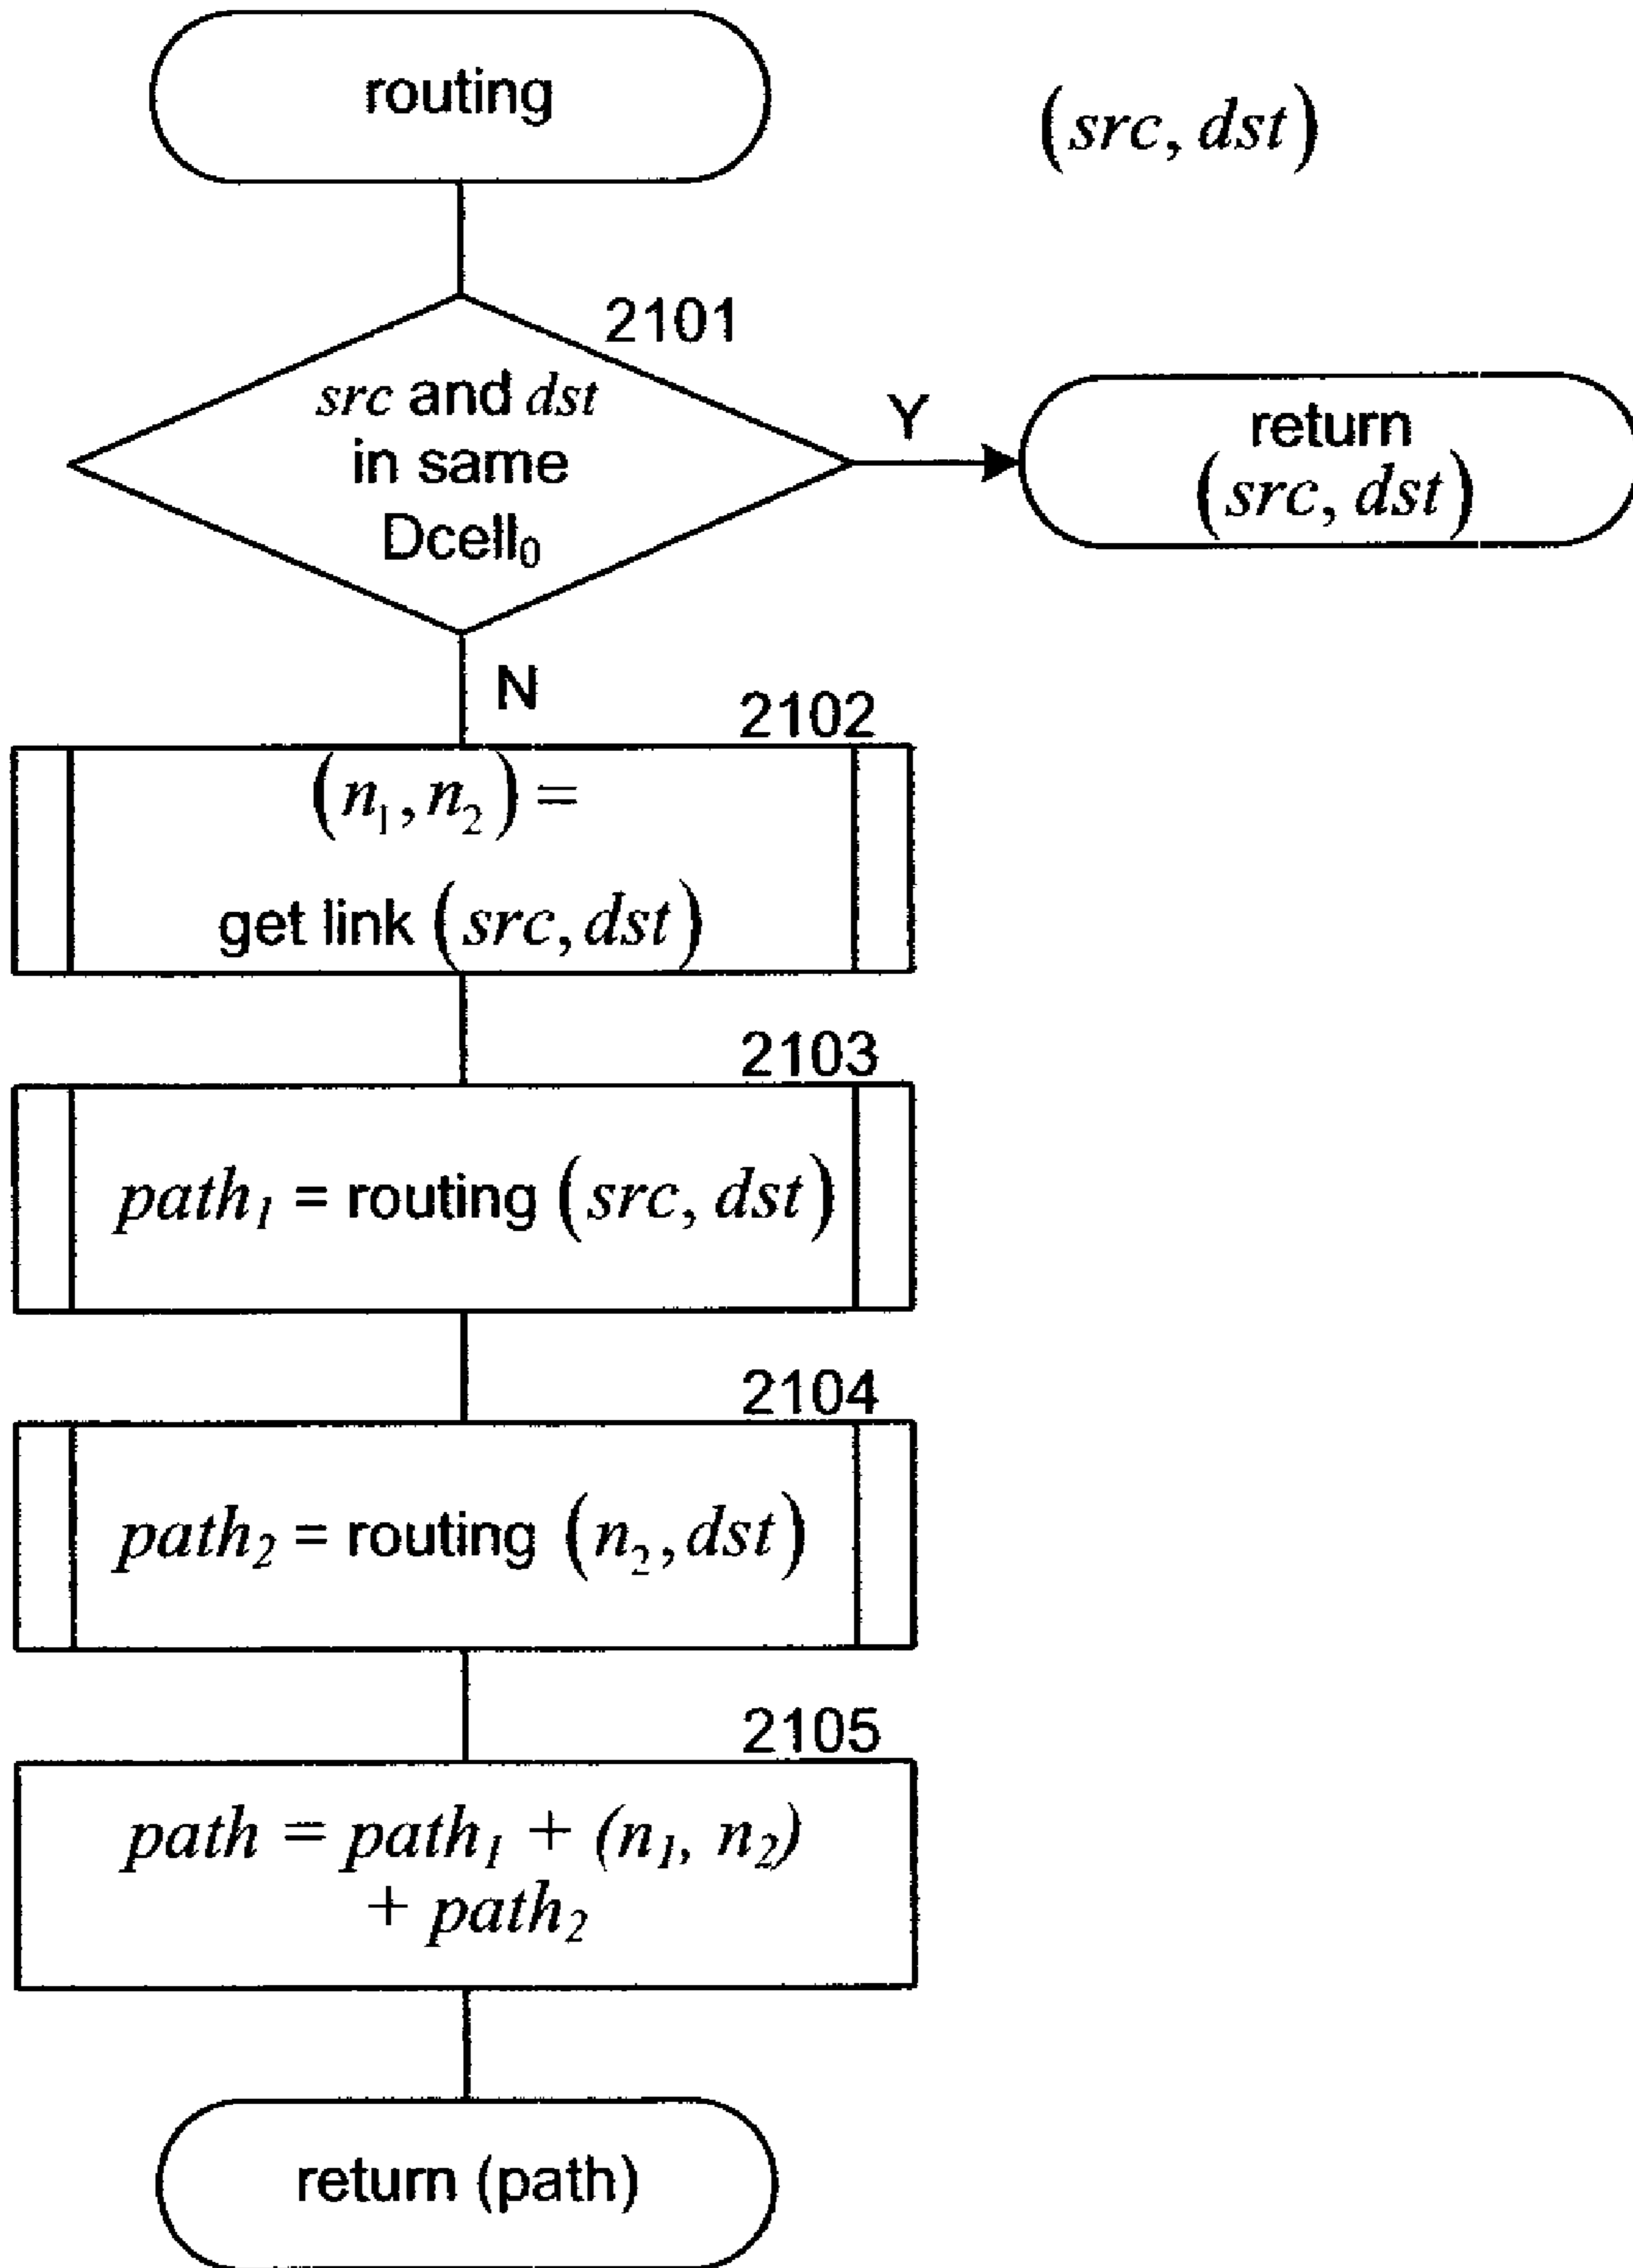 routing
(src, dst)
2101
src and dst
in same
Dcell₀
Y
return
(src, dst)
N
2102
(n₁, n₂) =
get link (src, dst)
2103
path₁ = routing (src, dst)
2104
path₂ = routing (n₂, dst)
2105
path = path₁ + (n₁, n₂)
+ path₂
return (path)